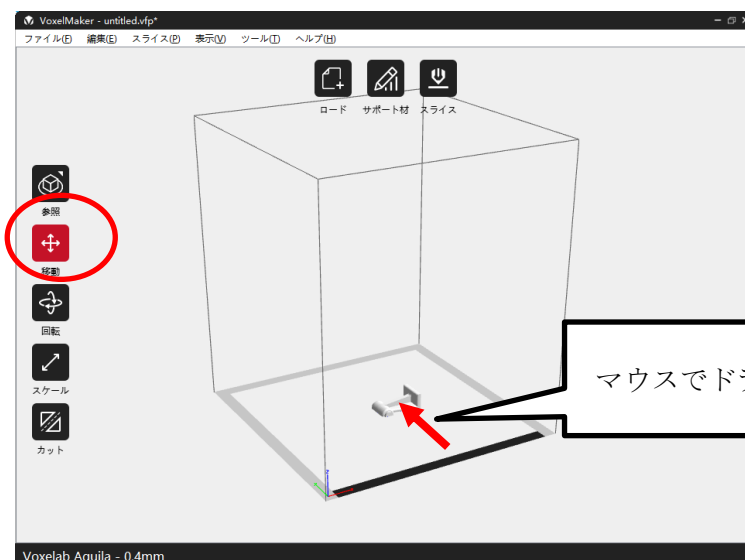 VoxelMaker - untitled.vfp*
ファイル(F) 編集(E) スライス(P) 表示(V) ツール(T) ヘルプ(H)
ロード サポート材 スライス
参照
移動
回転
スケール
カット
マウスでド
Voxelab Aquila - 0.4mm